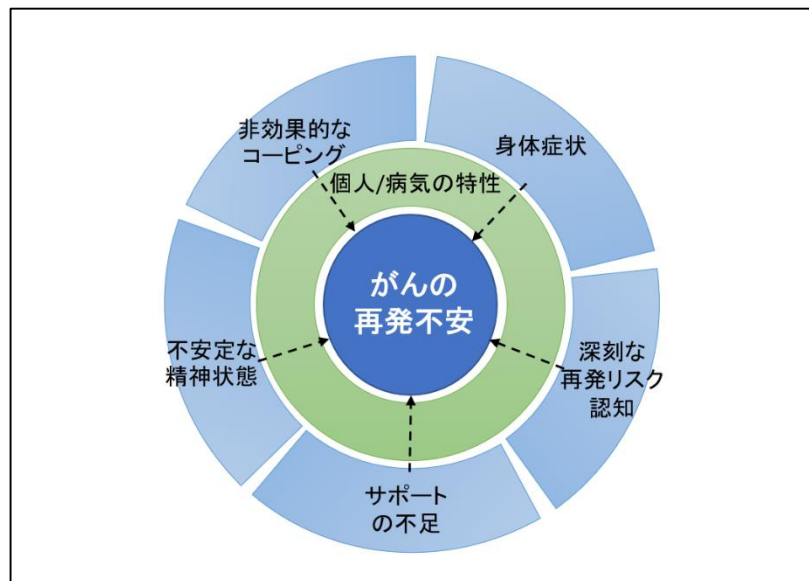 非効果的な
コーピング
身体症状
個人/病気の特性
がんの
再発不安
不安定な
精神状態
深刻な
再発リスク
認知
サポート
の不足